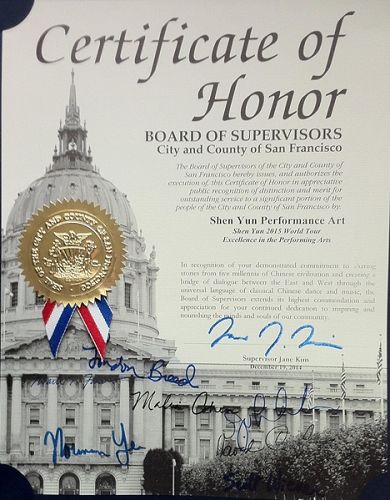 Certificate of
Honor
BOARD OF SUPERVISORS
City and County of San Francisco
The Board of Supervisors of the City and County of
San Francisco hereby issues, and authorizes the
execution of, this Certificate of Honor in appreciative
public recognition of distinction and merit for
outstanding service to a significant portion of the
people of the City and County of San Francisco by:
Shen Yun Performance Art
Shen Yun 2015 World Tour
Excellence in the Performing Arts
In recognition of your demonstrated commitment to
stories from five millennia of Chinese civilization and creating a
bridge of dialogue between the East and West through the
universal language of classical Chinese dance and music, the
Board of Supervisors extends its highest commendation and
appreciation for your continued dedication to inspiring and
nourishing the minds and souls of our community.
Supervisor Jane Kim
December 19, 2014
London Breed
Norman Yee